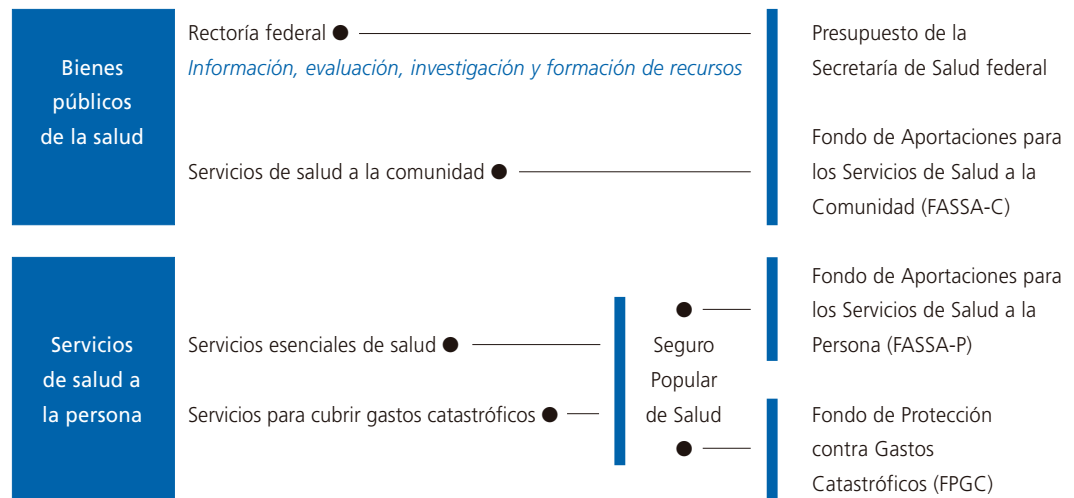 Bienes
públicos
de la salud
Rectoría federal
Información, evaluación, investigación y formación de recursos
Presupuesto de la
Secretaría de Salud federal
Servicios de salud a la comunidad
Fondo de Aportaciones para
los Servicios de Salud a la
Comunidad (FASSA-C)
Servicios
de salud a
la persona
Servicios esenciales de salud
Servicios para cubrir gastos catastróficos
Seguro
Popular
de Salud
Fondo de Aportaciones para
los Servicios de Salud a la
Persona (FASSA-P)
Fondo de Protección
contra Gastos
Catastróficos (FPGC)